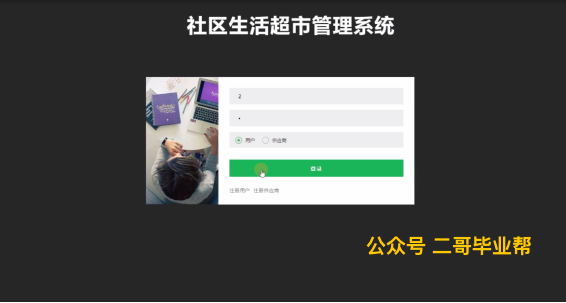 社区生活超市管理系统
2
用户 供应商
登录
注册用户 注册供应商
公众号 二哥毕业帮